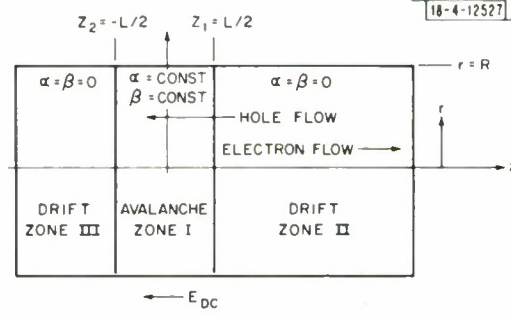 18-4-12527
Z₂ = -L/2
Z₁ = L/2
α = β = 0
α = CONST
β = CONST
α = β = 0
r = R
HOLE FLOW
r
ELECTRON FLOW
DRIFT
ZONE III
AVALANCHE
ZONE I
DRIFT
ZONE II
E_DC